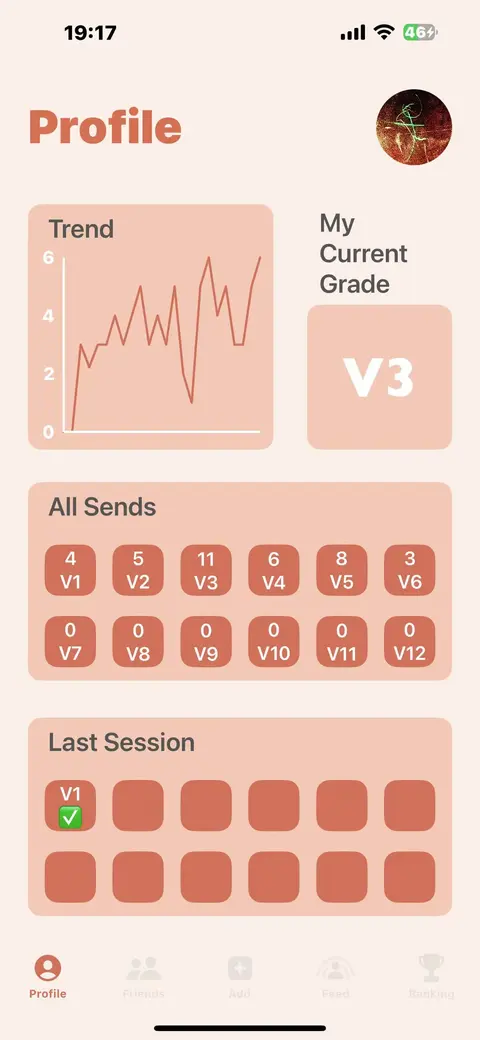 19:17
46
Profile
Trend
6
4
2
0
My
Current
Grade
V3
All Sends
4
V1
5
V2
11
V3
6
V4
8
V5
3
V6
0
V7
0
V8
0
V9
0
V10
0
V11
0
V12
Last Session
V1
Profile
Friends
Add
Feed
Ranking